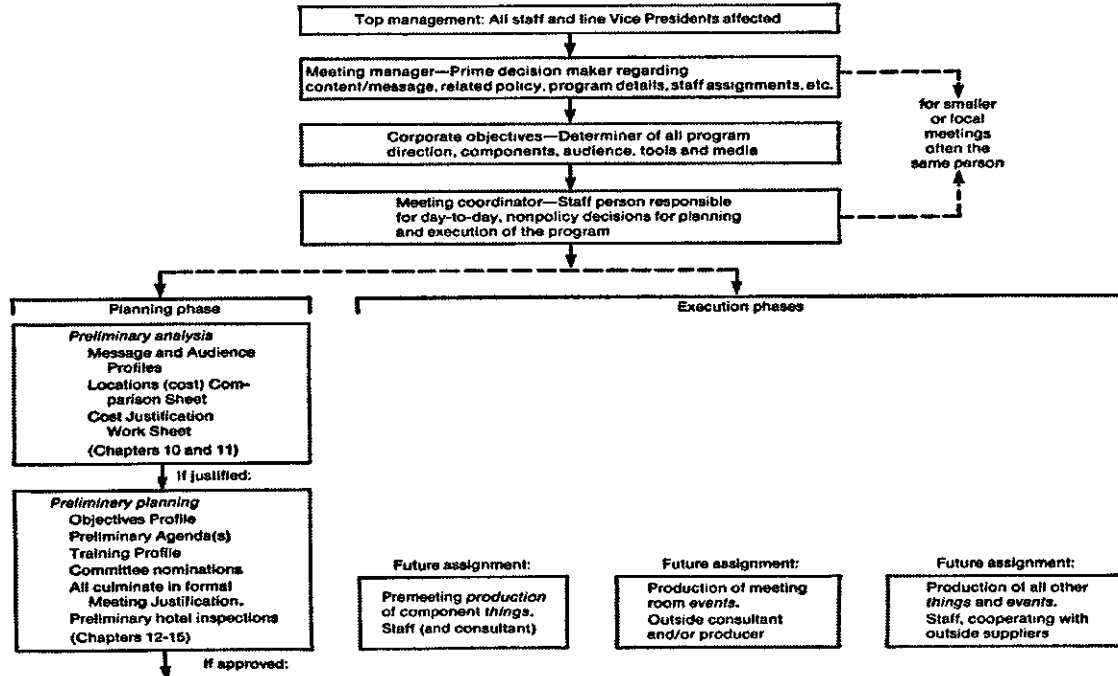 Top management: All staff and line Vice Presidents affected
Meeting manager—Prime decision maker regarding
content/message, related policy, program details, staff assignments, etc.
for smaller
or local
meetings
often the
same person
Corporate objectives—Determiner of all program
direction, components, audience, tools and media
Meeting coordinator—Staff person responsible
for day-to-day, nonpolicy decisions for planning
and execution of the program
Planning phase
Execution phases
Preliminary analysis
Message and Audience
Profiles
Locations (cost) Com-
parison Sheet
Cost Justification
Work Sheet
(Chapters 10 and 11)
If justified:
Preliminary planning
Objectives Profile
Preliminary Agenda(s)
Training Profile
Committee nominations
All culminate in formal
Meeting Justification.
Preliminary hotel inspections
(Chapters 12-15)
If approved:
Future assignment:
Premeeting production
of component things.
Staff (and consultant)
Future assignment:
Production of meeting
room events.
Outside consultant
and/or producer
Future assignment:
Production of all other
things and events.
Staff, cooperating with
outside suppliers